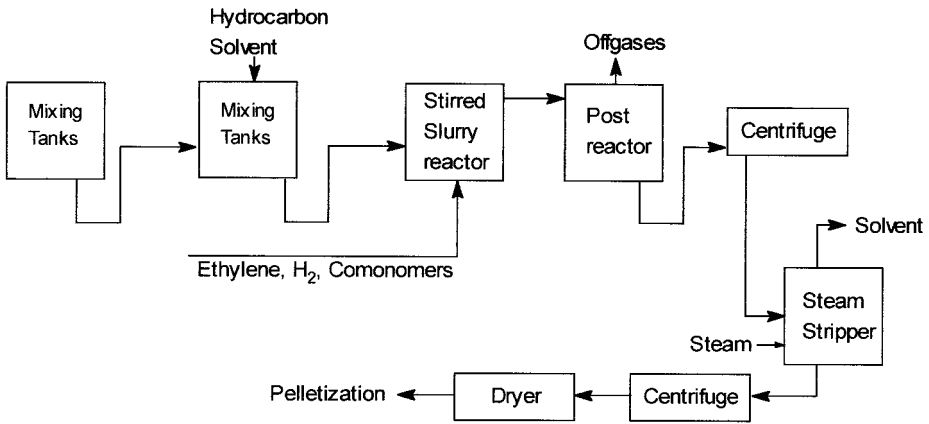 Hydrocarbon
Solvent
Offgases
Mixing
Tanks
Mixing
Tanks
Stirred
Slurry
reactor
Post
reactor
Centrifuge
Ethylene, H2, Comonomers
Solvent
Steam
Stripper
Steam
Pelletization
Dryer
Centrifuge